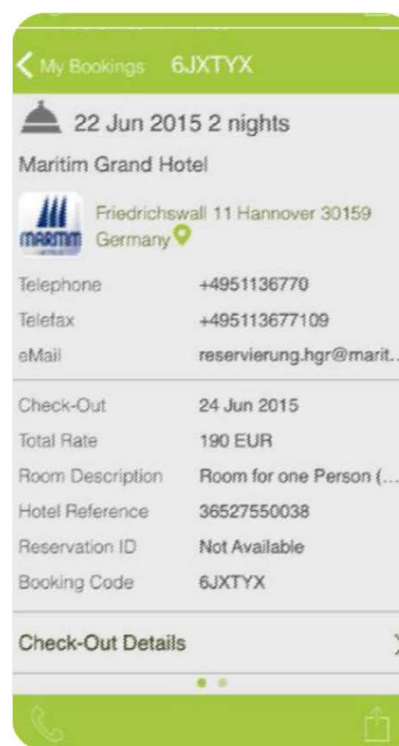 My Bookings 6JXTYX
22 Jun 2015 2 nights
Maritim Grand Hotel
MARITIM
Friedrichswall 11 Hannover 30159
Germany
Telephone +4951136770
Telefax +495113677109
eMail reservierung.hgr@marit...
Check-Out 24 Jun 2015
Total Rate 190 EUR
Room Description Room for one Person (...
Hotel Reference 36527550038
Reservation ID Not Available
Booking Code 6JXTYX
Check-Out Details